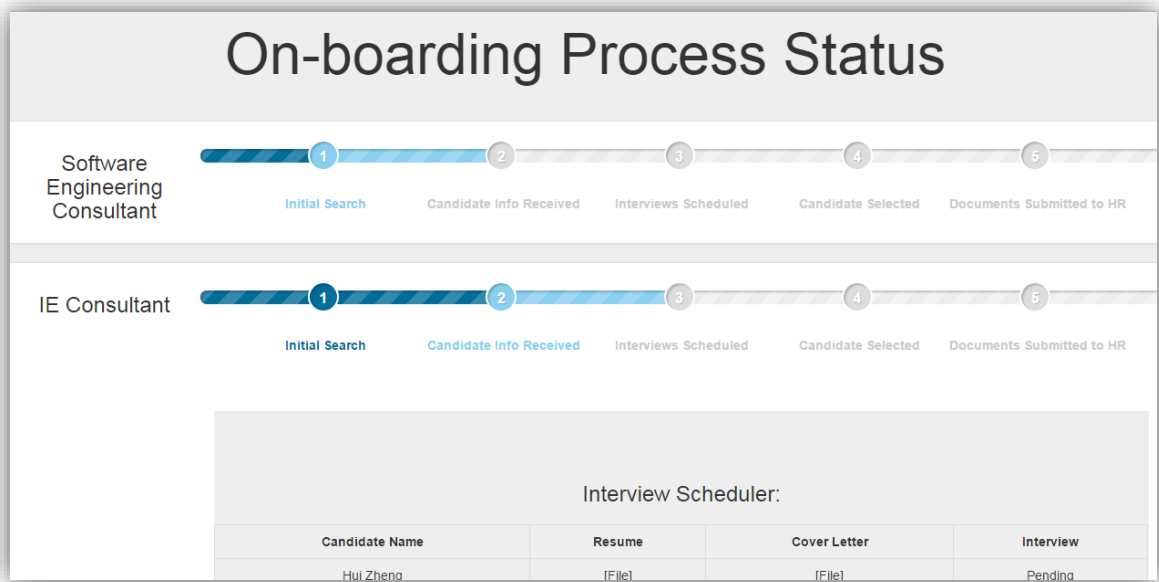 On-boarding Process Status
Software
Engineering
Consultant
1 2 3 4 5
Initial Search Candidate Info Received Interviews Scheduled Candidate Selected Documents Submitted to HR
IE Consultant
1 2 3 4 5
Initial Search Candidate Info Received Interviews Scheduled Candidate Selected Documents Submitted to HR
Interview Scheduler:
Candidate Name Resume Cover Letter Interview
Hui Zheng [File] [File] Pending